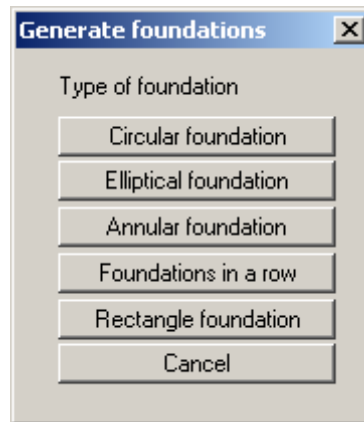 Generate foundations
Type of foundation
Circular foundation
Elliptical foundation
Annular foundation
Foundations in a row
Rectangle foundation
Cancel